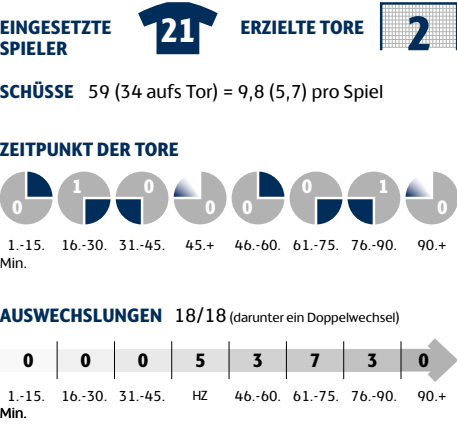 EINGESETZTE SPIELER 21 ERZIELTE TORE 2
SCHÜSSE 59 (34 aufs Tor) = 9,8 (5,7) pro Spiel
ZEITPUNKT DER TORE
0 1 0 0 0 0 1 0
1.-15. 16.-30. 31.-45. 45.+ 46.-60. 61.-75. 76.-90. 90.+
Min.
AUSWECHSLUNGEN 18/18 (darunter ein Doppelwechsel)
0 0 0 5 3 7 3 0
1.-15. 16.-30. 31.-45. HZ 46.-60. 61.-75. 76.-90. 90.+
Min.